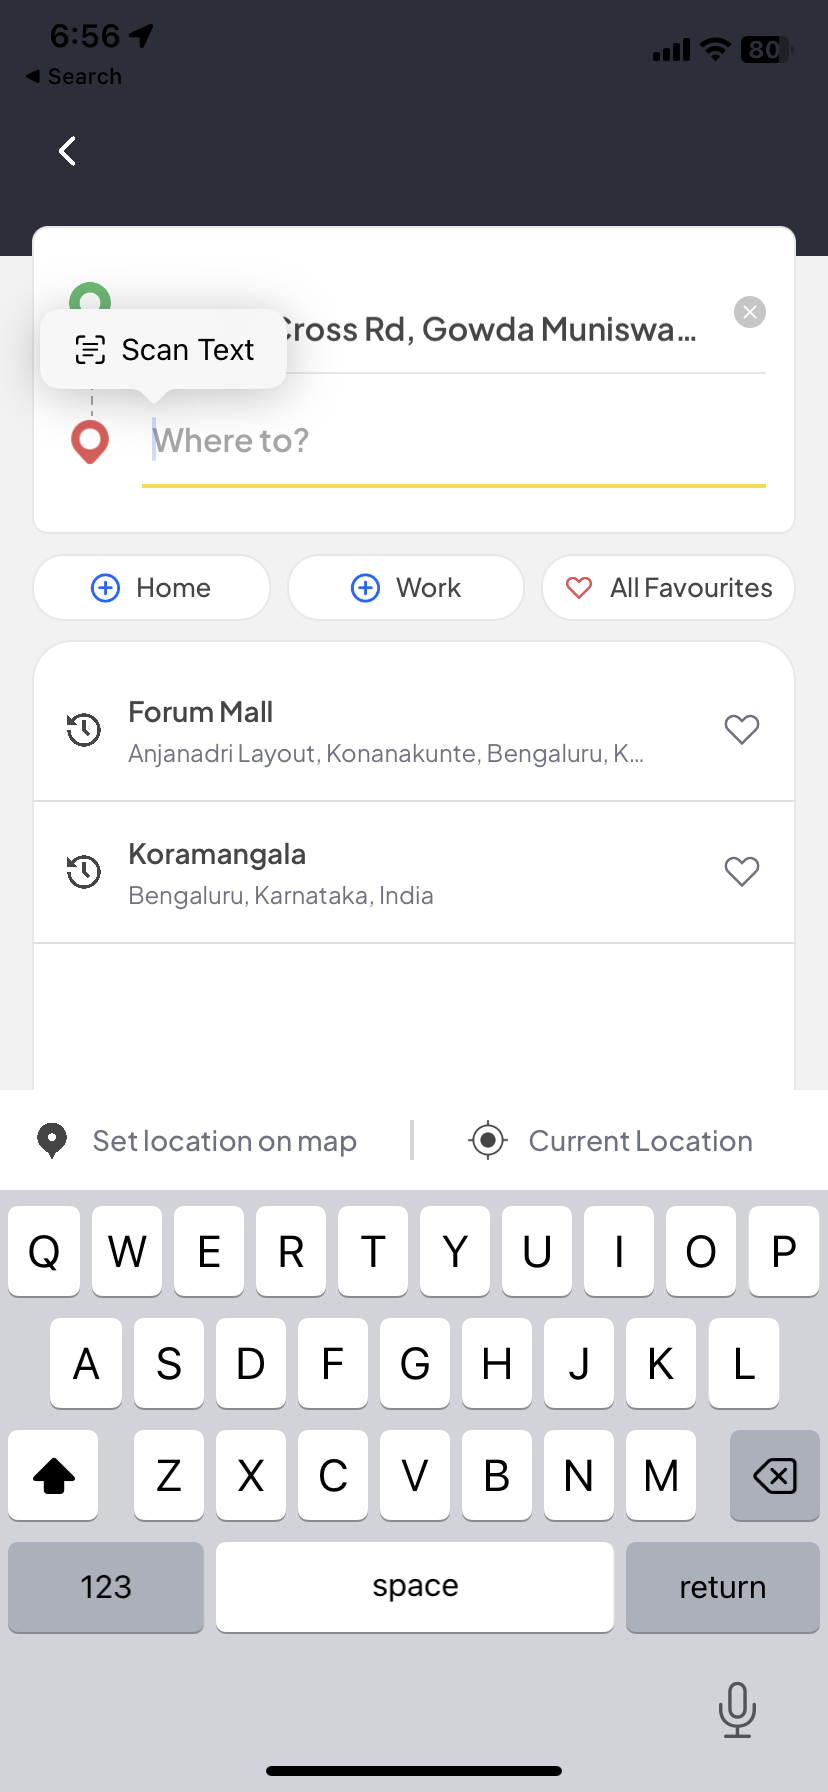 6:56
80
◀ Search
Scan Text
Cross Rd, Gowda Muniswa...
Where to?
Home
Work
All Favourites
Forum Mall
Anjanadri Layout, Konanakunte, Bengaluru, K...
Koramangala
Bengaluru, Karnataka, India
Set location on map
Current Location
Q W E R T Y U I O P
A S D F G H J K L
Z X C V B N M
123 space return